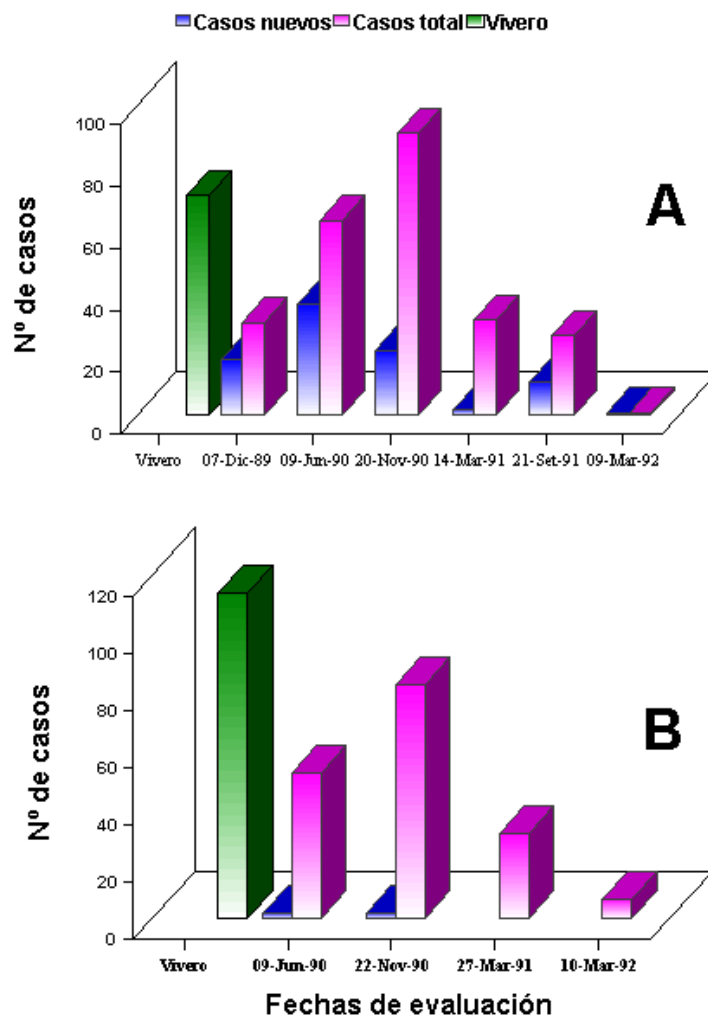 Casos nuevos Casos total Vivero
A
Nº de casos
100
80
60
40
20
0
Vivero 07-Dic-89 09-Jun-90 20-Nov-90 14-Mar-91 21-Set-91 09-Mar-92
B
Nº de casos
120
100
80
60
40
20
0
Vivero 09-Jun-90 22-Nov-90 27-Mar-91 10-Mar-92
Fechas de evaluación